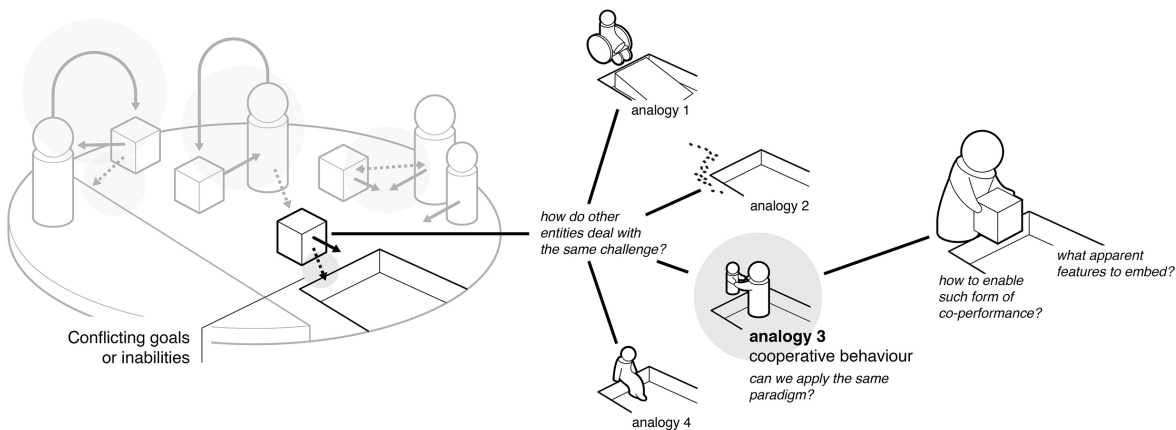 Conflicting goals
or inabilities
how do other
entities deal with
the same challenge?
analogy 1
analogy 2
analogy 3
cooperative behaviour
can we apply the same
paradigm?
analogy 4
how to enable
such form of
co-performance?
what apparent
features to embed?